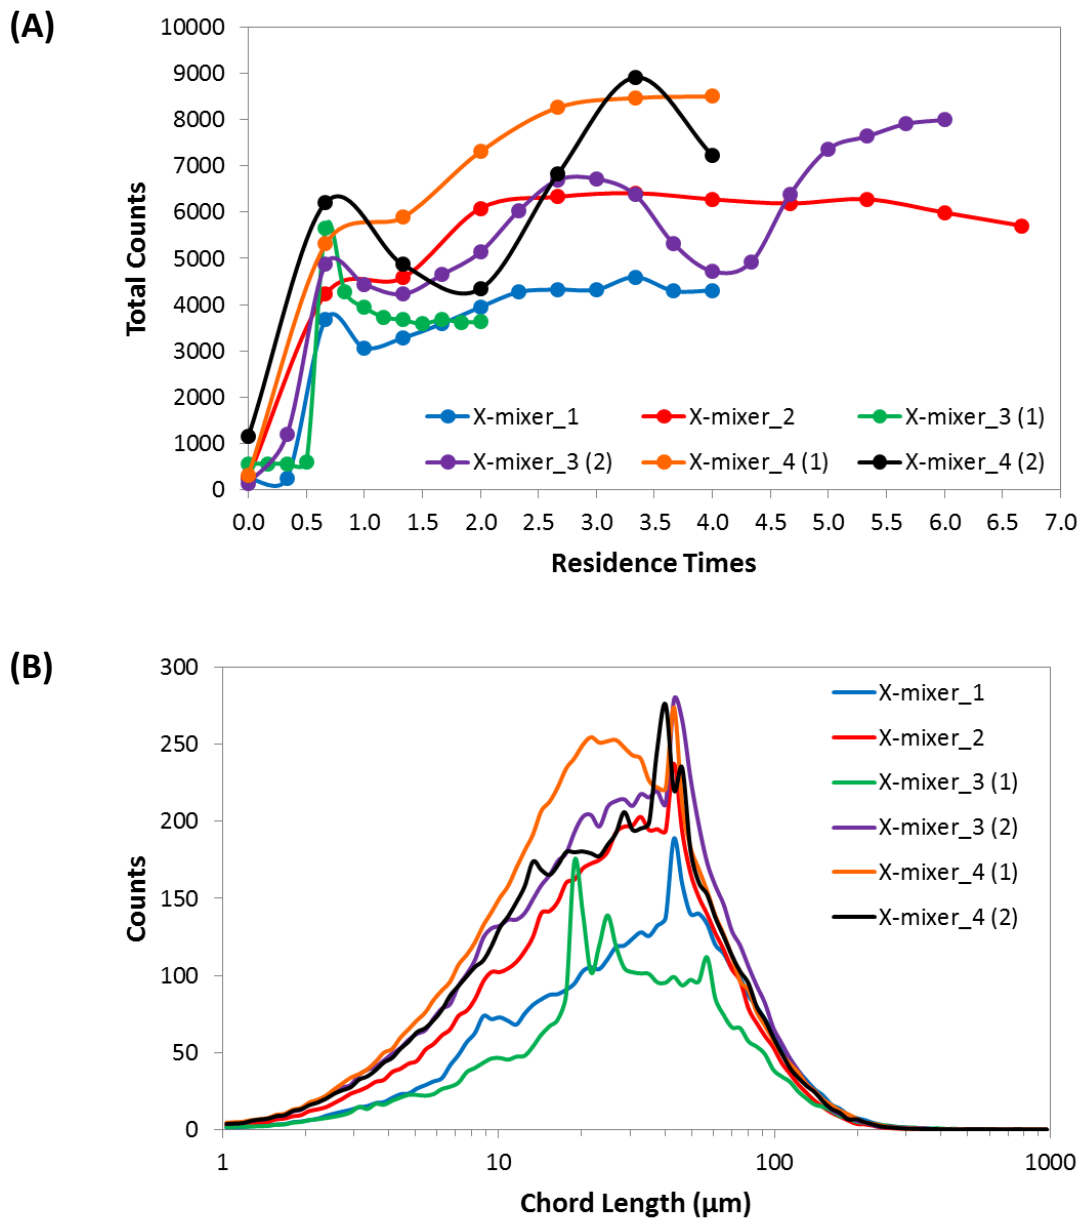 (A)
10000
9000
8000
7000
6000
5000
4000
3000
2000
1000
0
Total Counts
X-mixer_1 X-mixer_2 X-mixer_3 (1)
X-mixer_3 (2) X-mixer_4 (1) X-mixer_4 (2)
0.0 0.5 1.0 1.5 2.0 2.5 3.0 3.5 4.0 4.5 5.0 5.5 6.0 6.5 7.0
Residence Times
(B)
300
250
200
150
100
50
0
Counts
X-mixer_1
X-mixer_2
X-mixer_3 (1)
X-mixer_3 (2)
X-mixer_4 (1)
X-mixer_4 (2)
1 10 100 1000
Chord Length (μm)